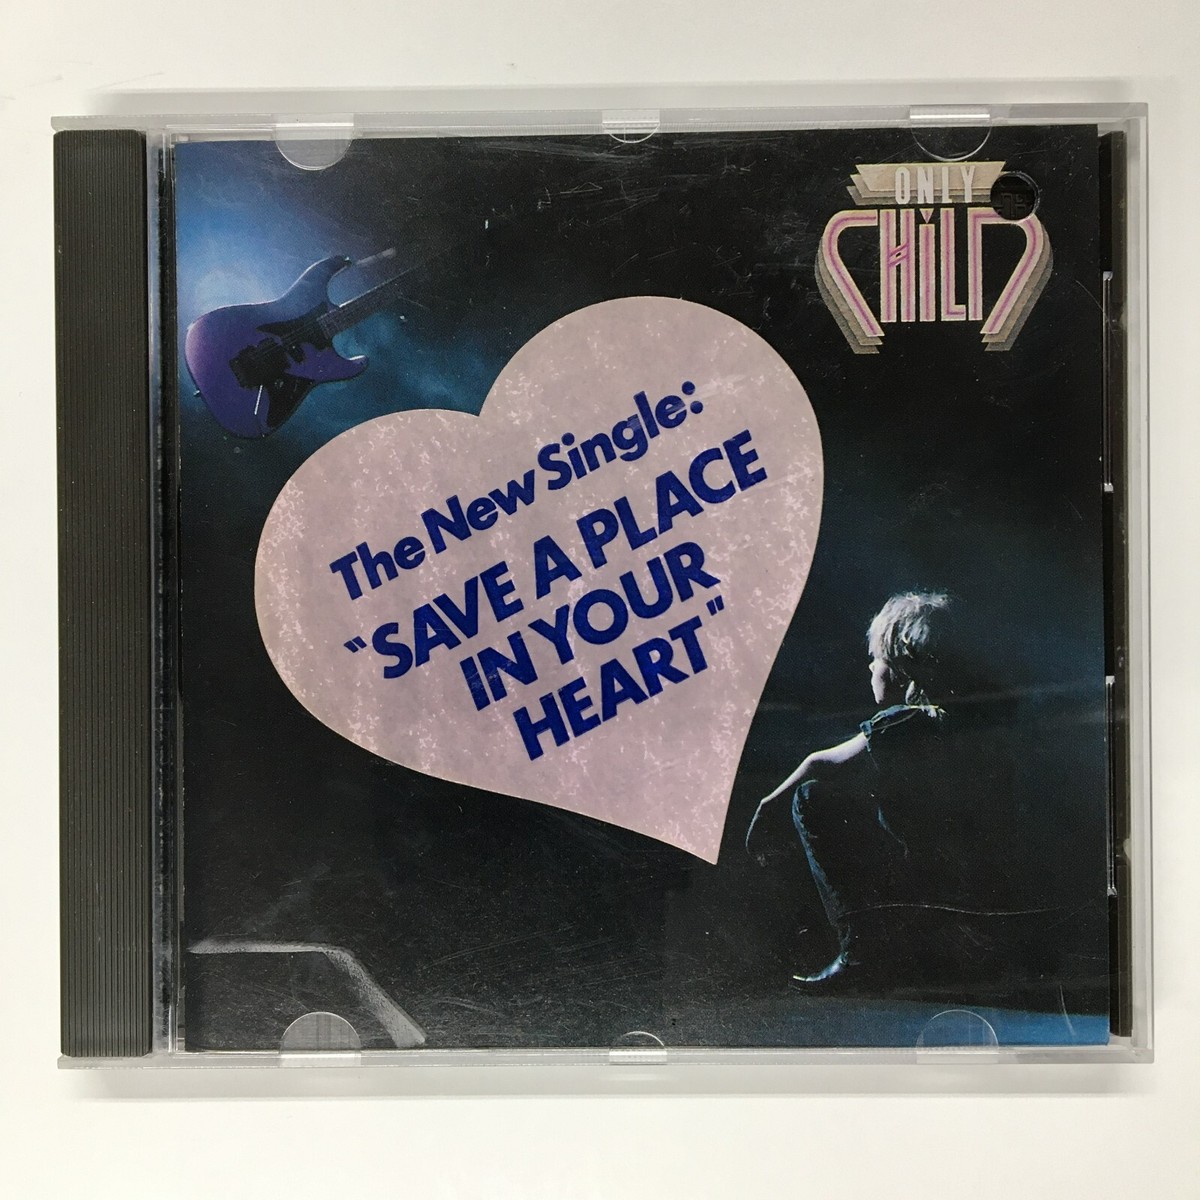 ONLY
CHILD
The New Single:
"SAVE A PLACE
IN YOUR
HEART"